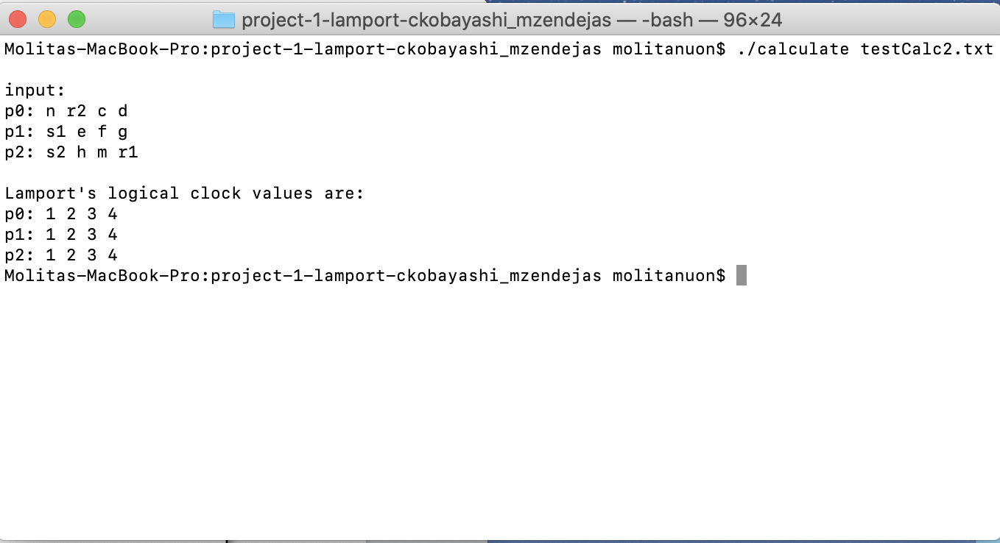 project-1-lamport-ckobayashi_mzendejas — -bash — 96×24
Molitas-MacBook-Pro:project-1-lamport-ckobayashi_mzendejas molitanuon$ ./calculate testCalc2.txt
input:
p0: n r2 c d
p1: s1 e f g
p2: s2 h m r1
Lamport's logical clock values are:
p0: 1 2 3 4
p1: 1 2 3 4
p2: 1 2 3 4
Molitas-MacBook-Pro:project-1-lamport-ckobayashi_mzendejas molitanuon$